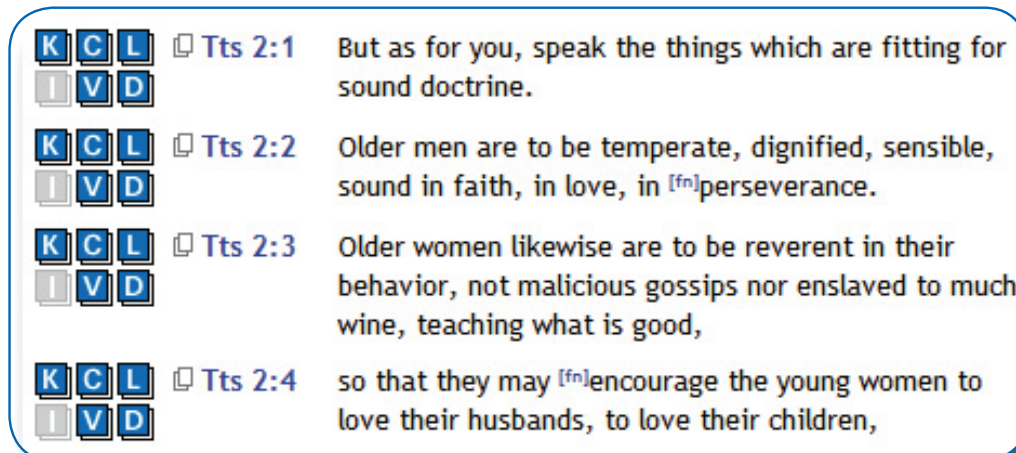 K C L Tts 2:1 But as for you, speak the things which are fitting for
I V D sound doctrine.
K C L Tts 2:2 Older men are to be temperate, dignified, sensible,
I V D sound in faith, in love, in [fn]perseverance.
K C L Tts 2:3 Older women likewise are to be reverent in their
I V D behavior, not malicious gossips nor enslaved to much
wine, teaching what is good,
K C L Tts 2:4 so that they may [fn]encourage the young women to
I V D love their husbands, to love their children,